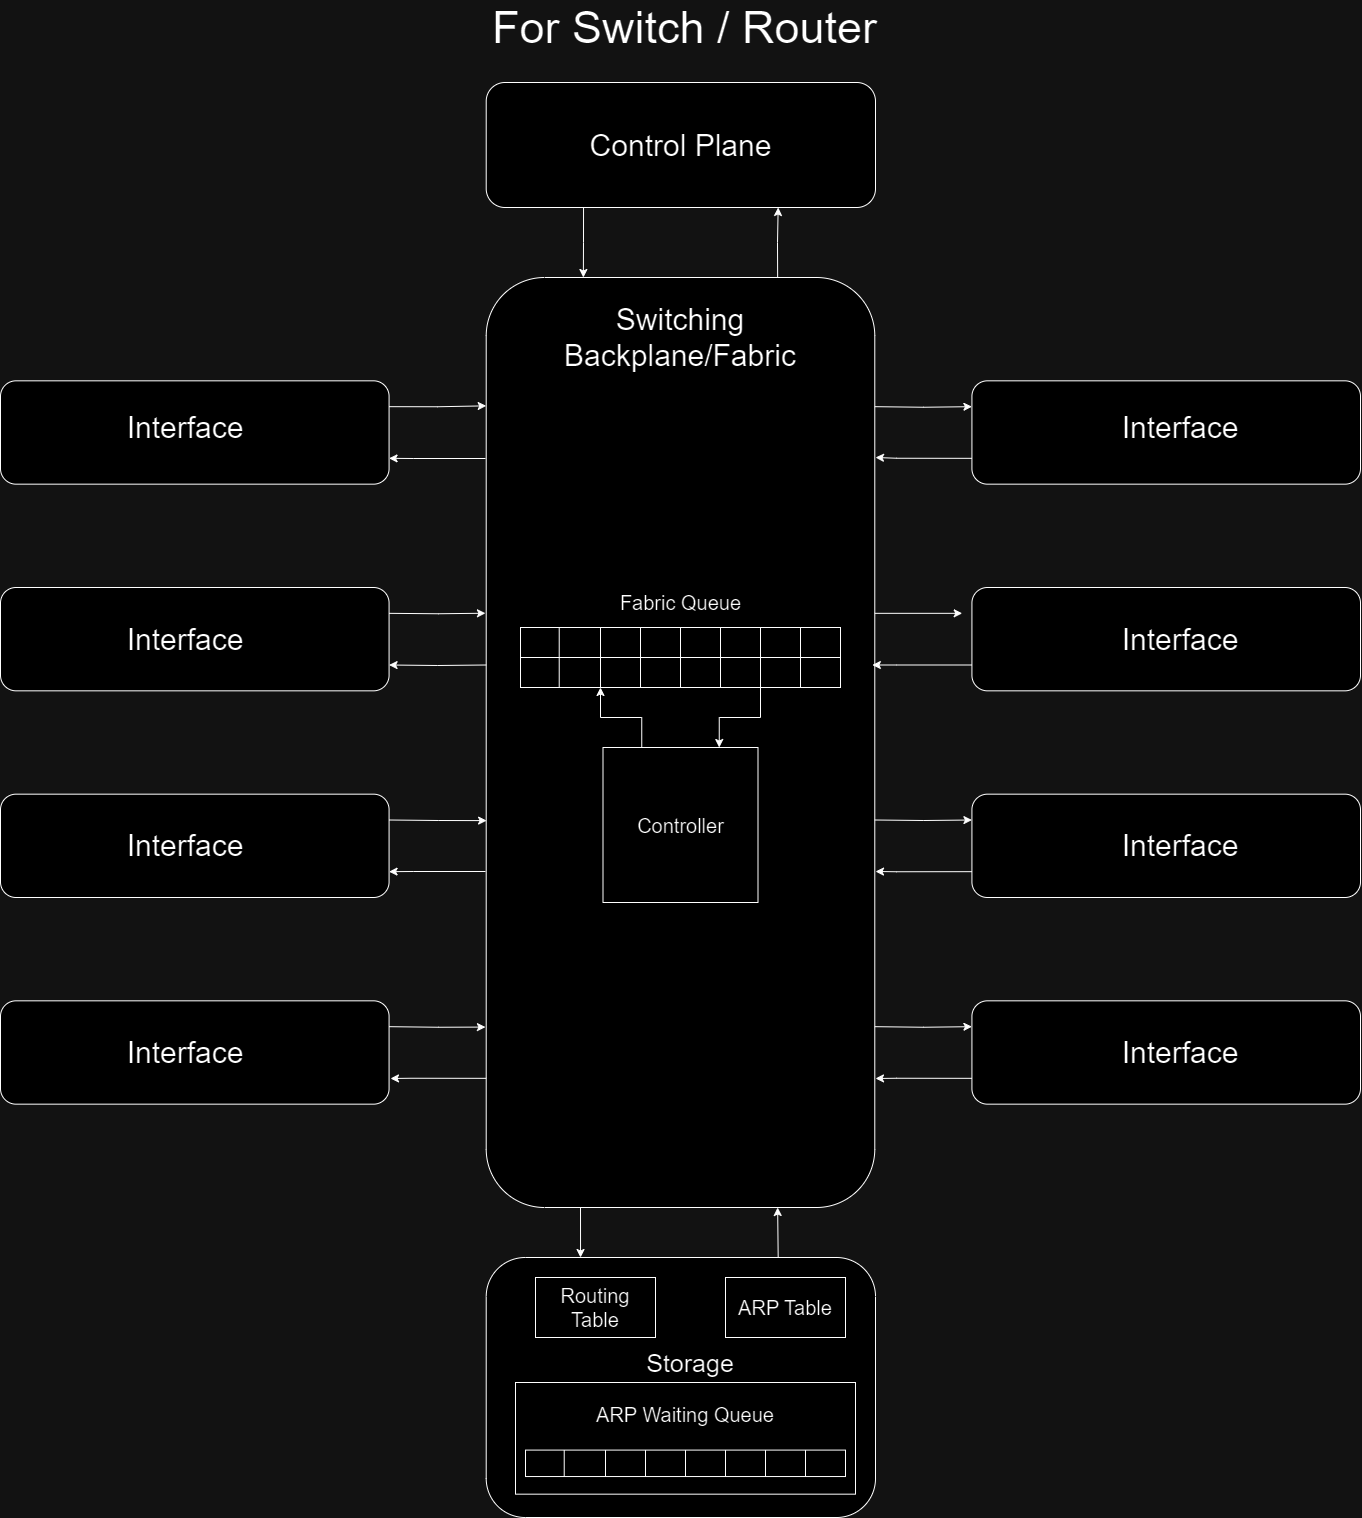 For Switch / Router
Control Plane
Switching
Backplane/Fabric
Interface
Interface
Fabric Queue
Interface
Interface
Controller
Interface
Interface
Interface
Interface
Routing
Table
ARP Table
Storage
ARP Waiting Queue